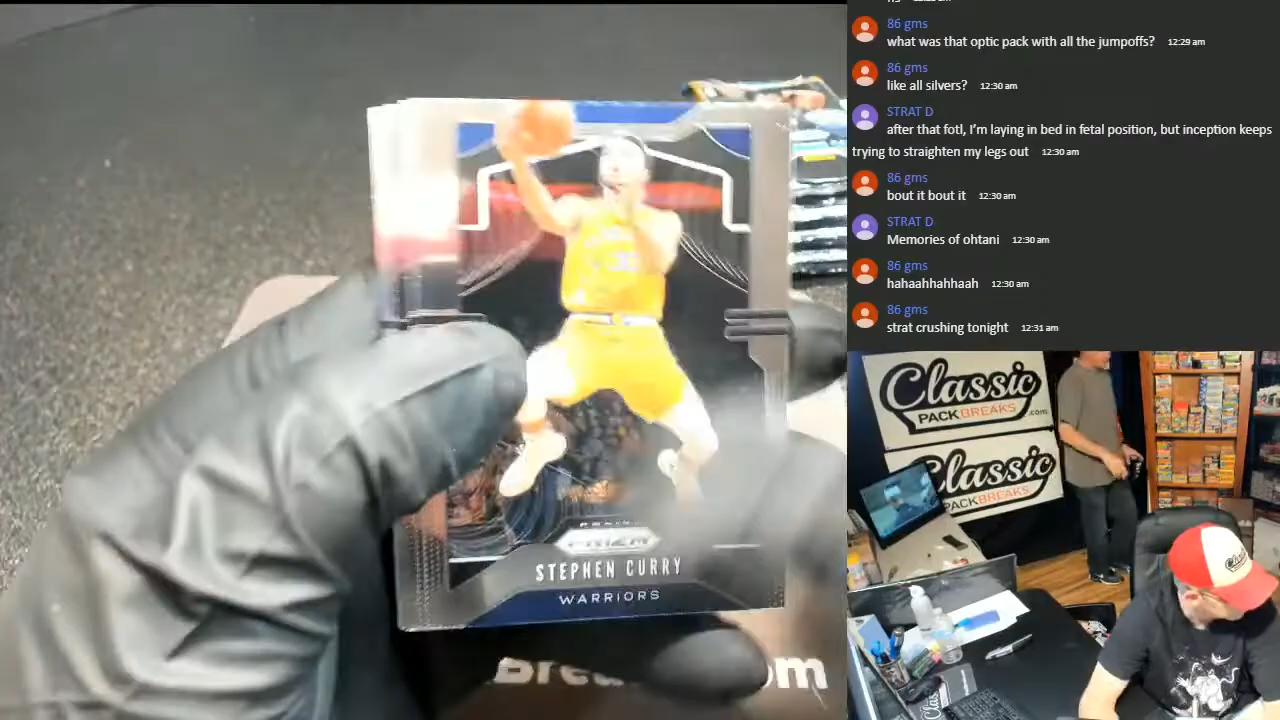 86 gms
what was that optic pack with all the jumpoffs? 12:29 am
86 gms
like all silvers? 12:30 am
STRAT D
after that fotl, I'm laying in bed in fetal position, but inception keeps
trying to straighten my legs out 12:30 am
86 gms
bout it bout it 12:30 am
STRAT D
Memories of ohtani 12:30 am
86 gms
hahaahhahhaah 12:30 am
86 gms
strat crushing tonight 12:31 am
PANINI
PRIZM
STEPHEN CURRY
WARRIORS
Classic
PACKBREAKS.com
Classic
PACKBREAKS